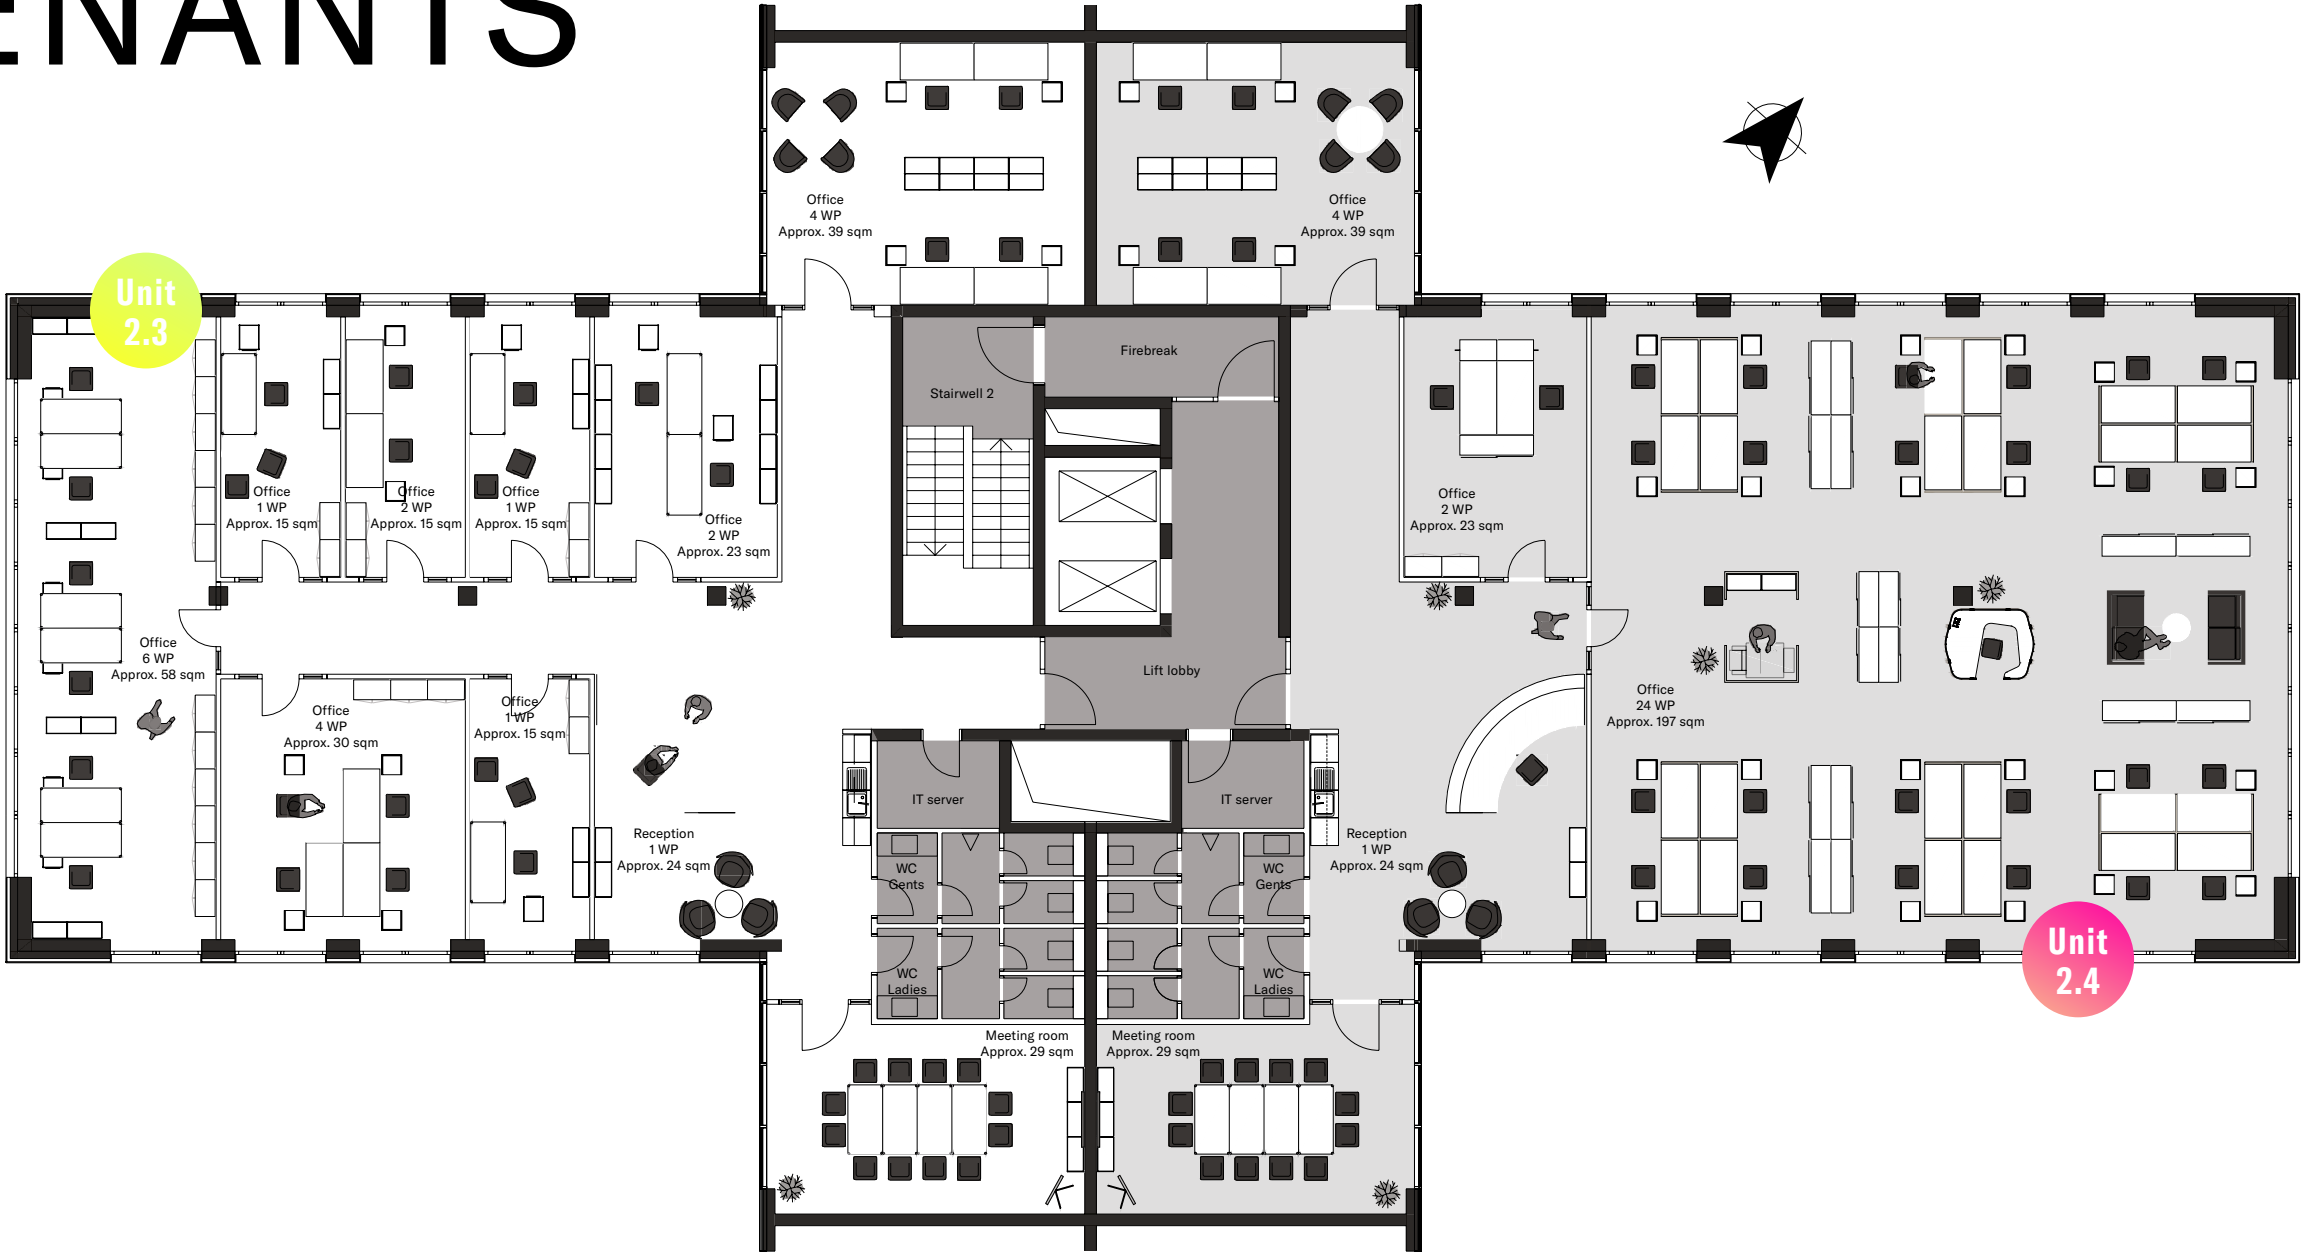 ENANTS
Office
4 WP
Approx. 39 sqm
Office
4 WP
Approx. 39 sqm
Unit
2.3
Firebreak
Stairwell 2
Office
1 WP
Approx. 15 sqm
Office
2 WP
Approx. 15 sqm
Office
1 WP
Approx. 15 sqm
Office
2 WP
Approx. 23 sqm
Office
2 WP
Approx. 23 sqm
Office
6 WP
Approx. 58 sqm
Lift lobby
Office
4 WP
Approx. 30 sqm
Office
1 WP
Approx. 15 sqm
Office
24 WP
Approx. 197 sqm
IT server
IT server
Reception
1 WP
Approx. 24 sqm
Reception
1 WP
Approx. 24 sqm
WC
Gents
WC
Gents
WC
Ladies
WC
Ladies
Unit
2.4
Meeting room
Approx. 29 sqm
Meeting room
Approx. 29 sqm